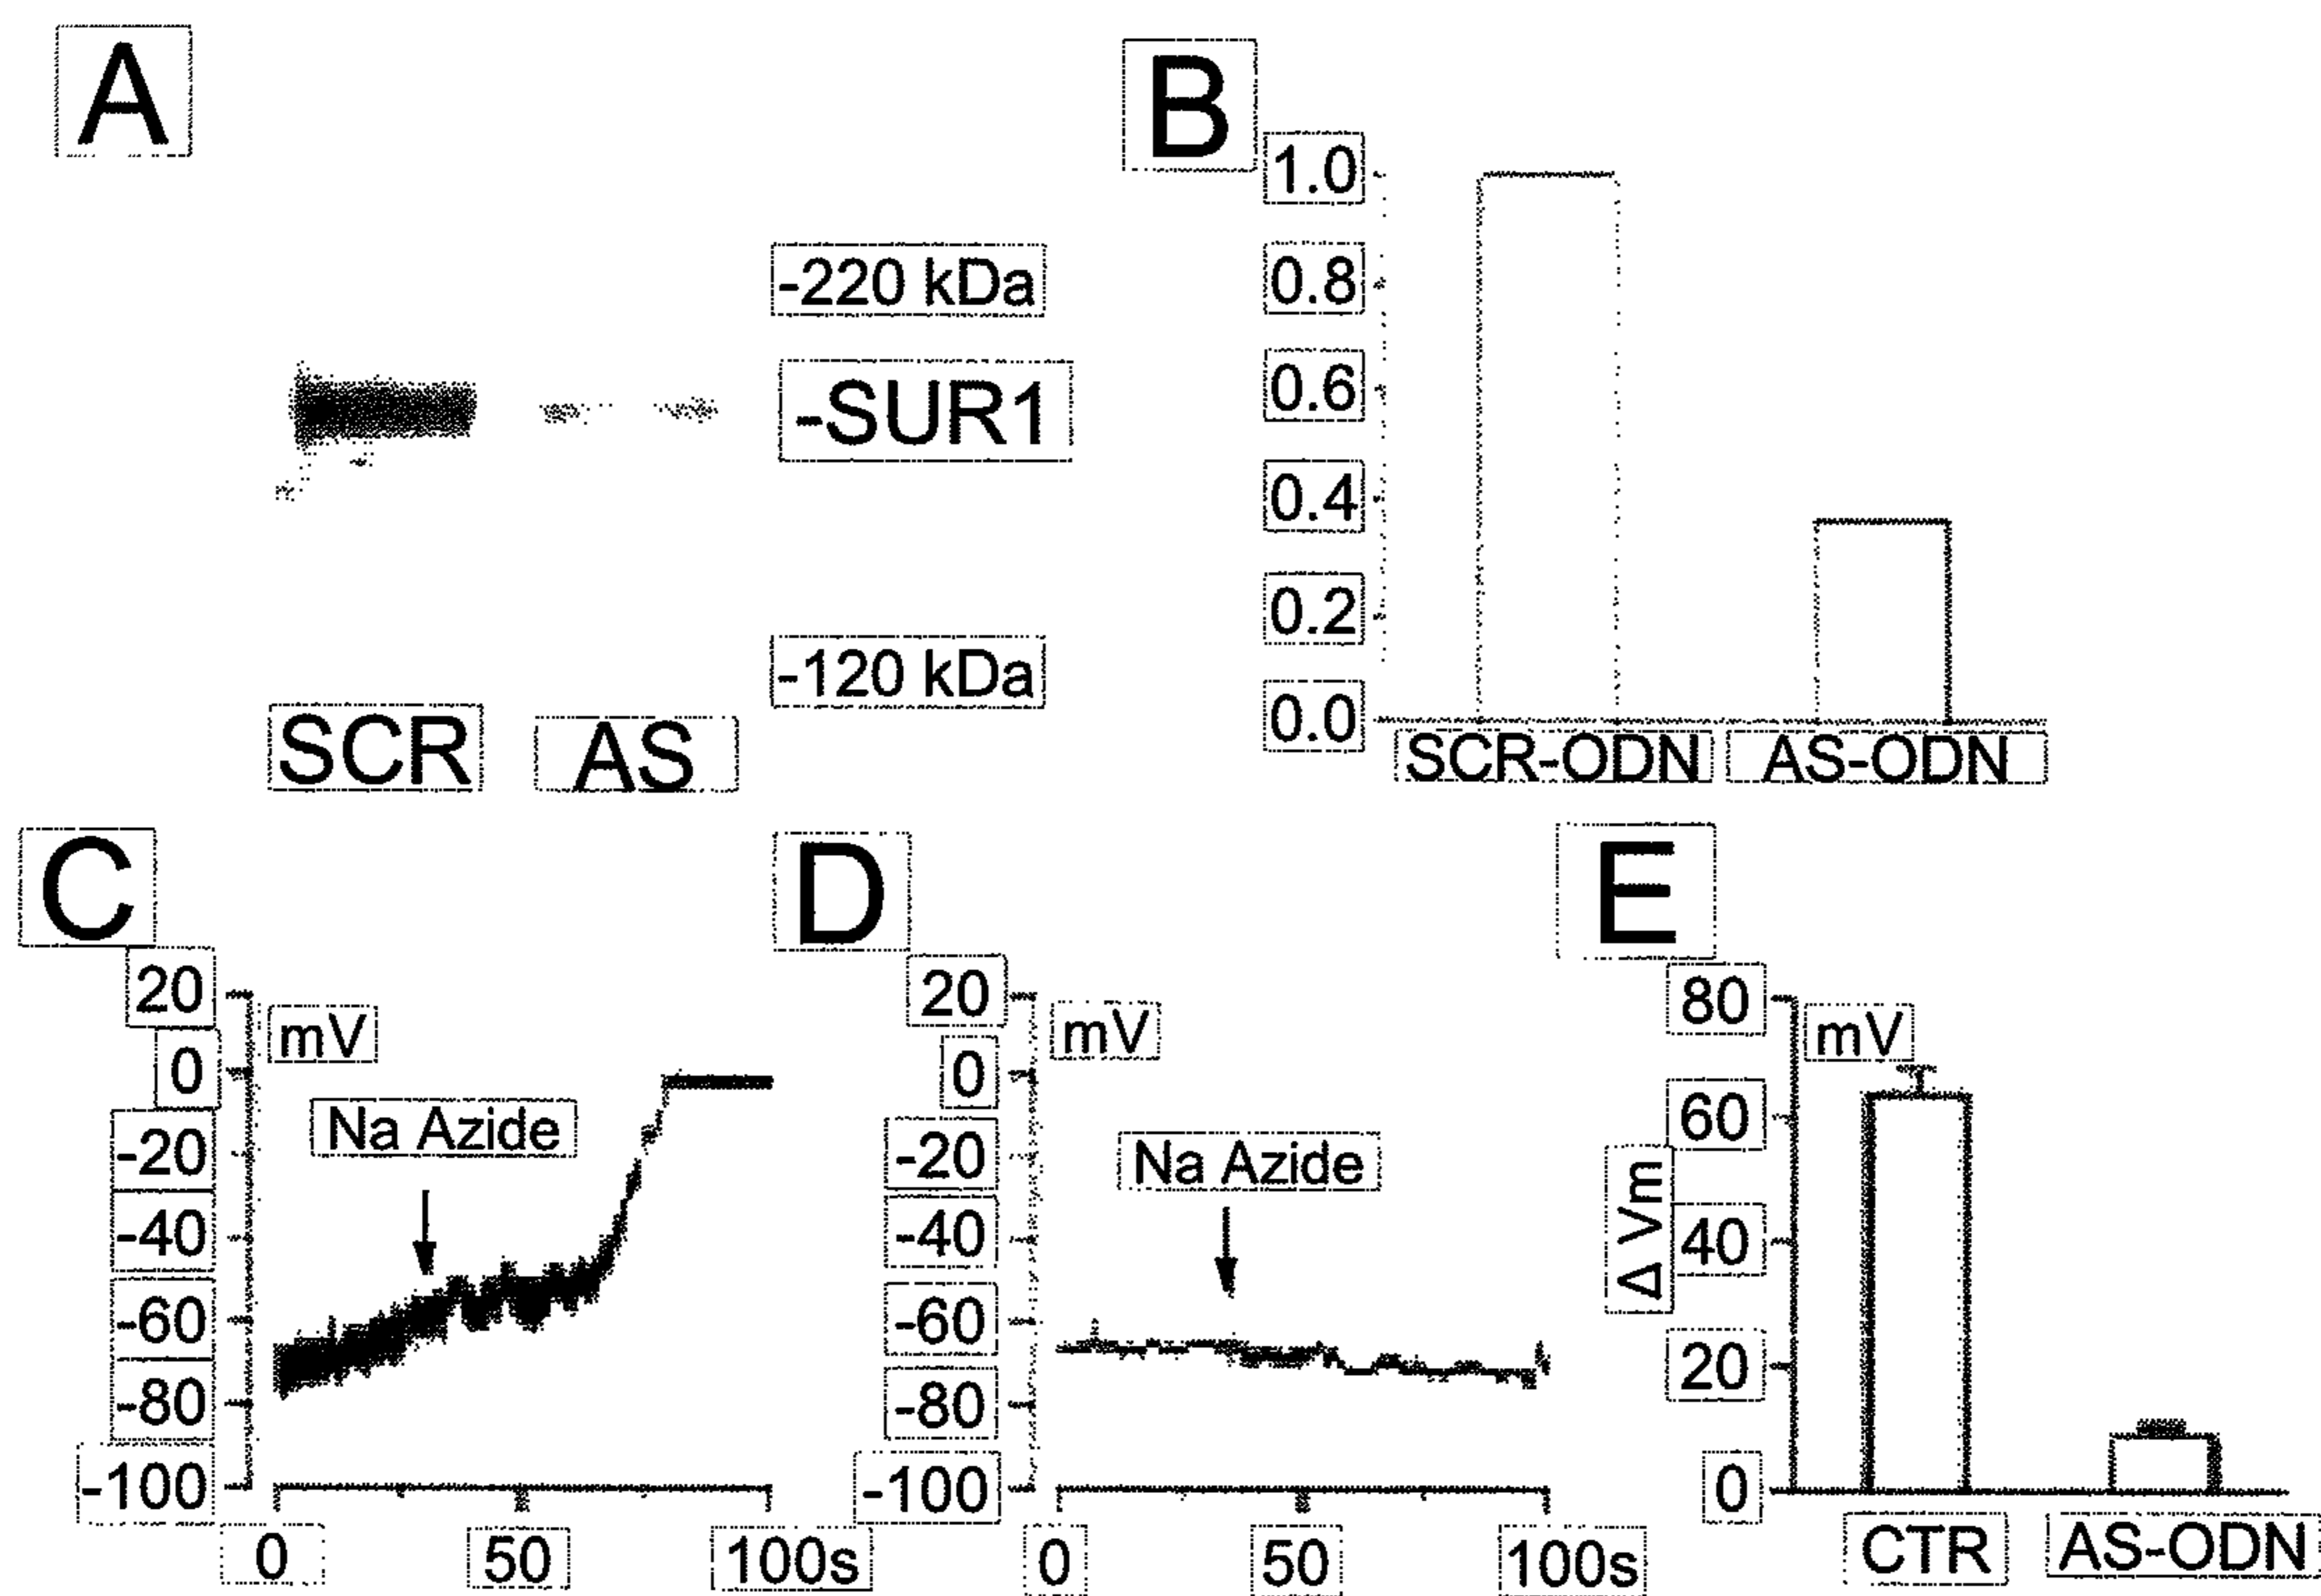 A
-220 kDa
-SUR1
-120 kDa
SCR AS
B
1.0
0.8
0.6
0.4
0.2
0.0
SCR-ODN AS-ODN
C
20
mV
0
Na Azide
-20
-40
-60
-80
-100
0 50 100s
D
20
mV
0
Na Azide
-20
-40
-60
-80
-100
0 50 100s
E
80
mV
60
Δ Vm
40
20
0
CTR AS-ODN